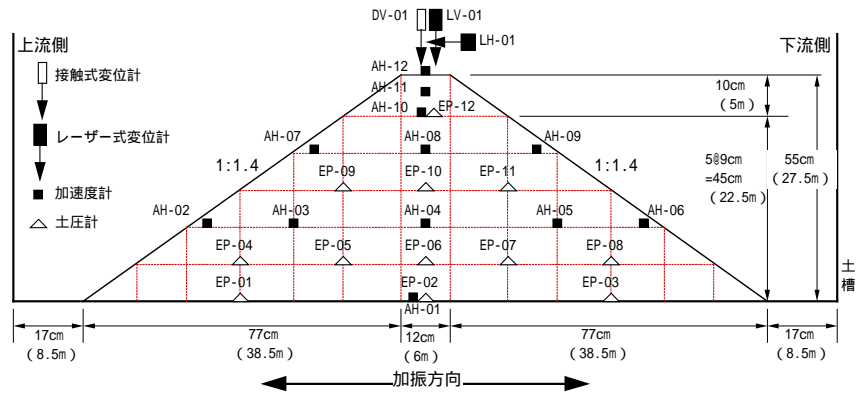 DV-01 LV-01
LH-01
上流側
下流側
接触式変位計
レーザー式変位計
加速度計
土圧計
AH-12
AH-11
AH-10 EP-12
10cm
(5m)
AH-07 AH-08 AH-09
1:1.4 1:1.4
EP-09 EP-10 EP-11
5@9cm
=45cm
(22.5m)
55cm
(27.5m)
AH-02 AH-03 AH-04 AH-05 AH-06
EP-04 EP-05 EP-06 EP-07 EP-08
EP-01 EP-02 EP-03
AH-01
土槽
17cm
(8.5m)
77cm
(38.5m)
12cm
(6m)
77cm
(38.5m)
17cm
(8.5m)
加振方向